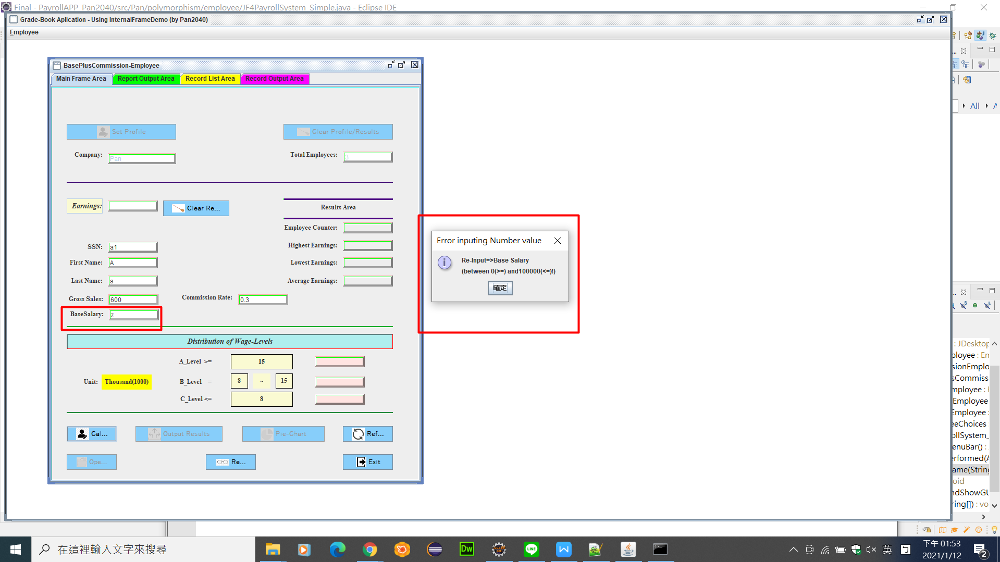 Final - PayrollAPP_Pan2040/src/Pan/polymorphism/employee/JF4PayrollSystem_Simple.java - Eclipse IDE
Grade-Book Aplication - Using InternalFrameDemo (by Pan2040)
Employee
BasePlusCommission-Employee
Main Frame Area
Report Output Area
Record List Area
Record Output Area
Set Profile
Clear Profile/Results
Company:
Pan
Total Employees:
3
Earnings:
Clear Re...
Results Area
Employee Counter:
SSN:
a1
Highest Earnings:
First Name:
A
Lowest Earnings:
Last Name:
s
Average Earnings:
Gross Sales:
600
Commission Rate:
0.3
BaseSalary:
z
Error inputing Number value
Re-Input=>Base Salary
(between 0(>=) and100000(<=)!)
確定
Distribution of Wage-Levels
A_Level >=
15
Unit:
Thousand(1000)
B_Level =
8
~
15
C_Level <=
8
Cal...
Output Results
Pie-Chart
Ref...
Ope...
Re...
Exit
All
A
: JDesktop
ployee : En
sionEmplo
sCommiss
mployee :
Employee
Employee :
eeChoices
ollSystem_
enuBar() :
erformed(A
ame(String
oid
ndShowGU
ring[]) : vo
在這裡輸入文字來搜尋
Dw
LINE
W
英
ㄅ
下午 01:53
2021/1/12
2